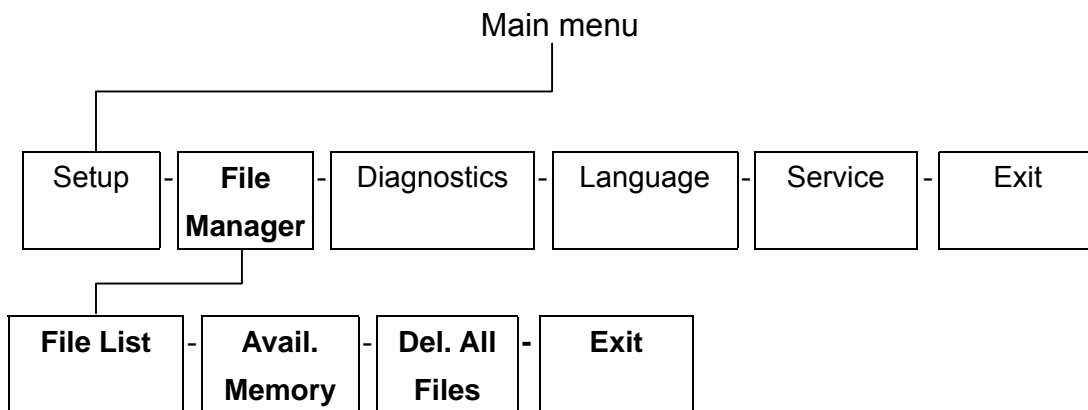 Main menu
Setup - File - Diagnostics - Language - Service - Exit
Manager
File List - Avail. - Del. All - Exit
Memory Files